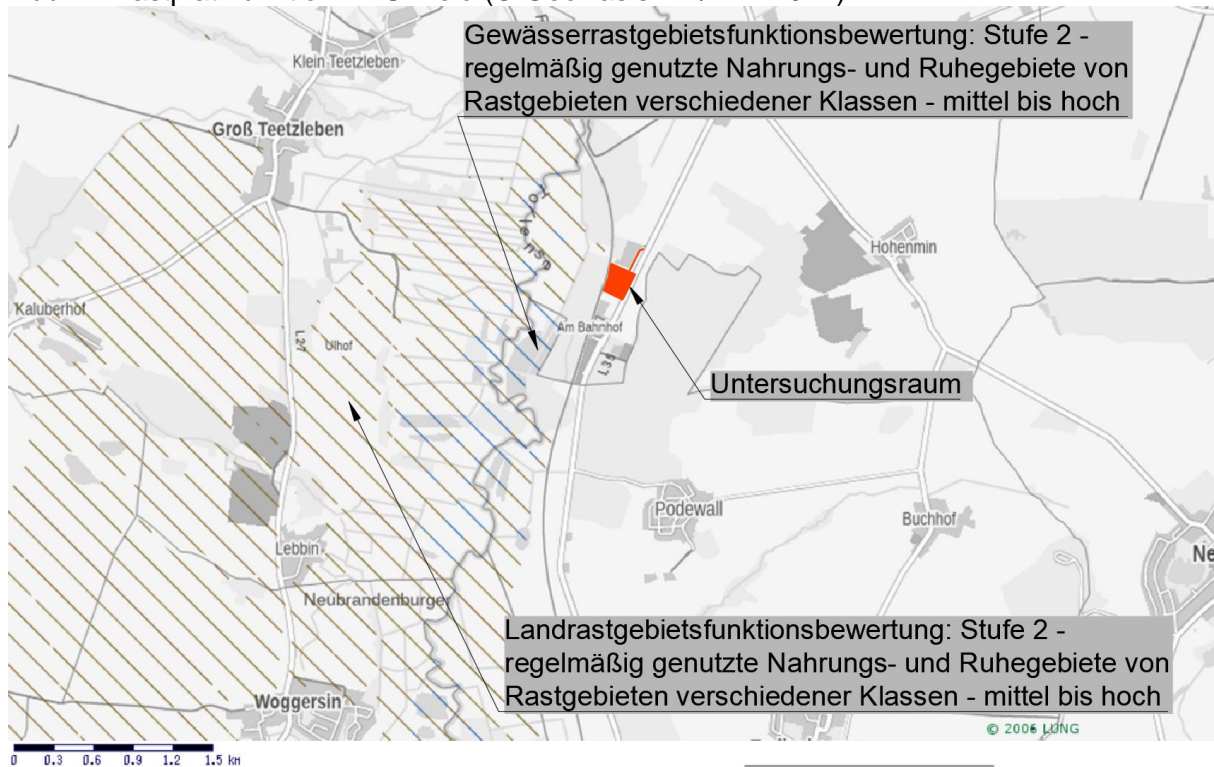 Gewässerrastgebietsfunktionsbewertung: Stufe 2 -
regelmäßig genutzte Nahrungs- und Ruhegebiete von
Rastgebieten verschiedener Klassen - mittel bis hoch
Klein Teetzleben
Groß Teetzleben
Tollense
Hohenmin
Kaluberhof
L27
Ulhof
Am Bahnhof
L35
Untersuchungsraum
Podewall
Buchhof
Lebbin
Ne
Neubrandenburger
Landrastgebietsfunktionsbewertung: Stufe 2 -
regelmäßig genutzte Nahrungs- und Ruhegebiete von
Rastgebieten verschiedener Klassen - mittel bis hoch
Woggersin
© 2006 LUNG
0 0.3 0.6 0.9 1.2 1.5 km